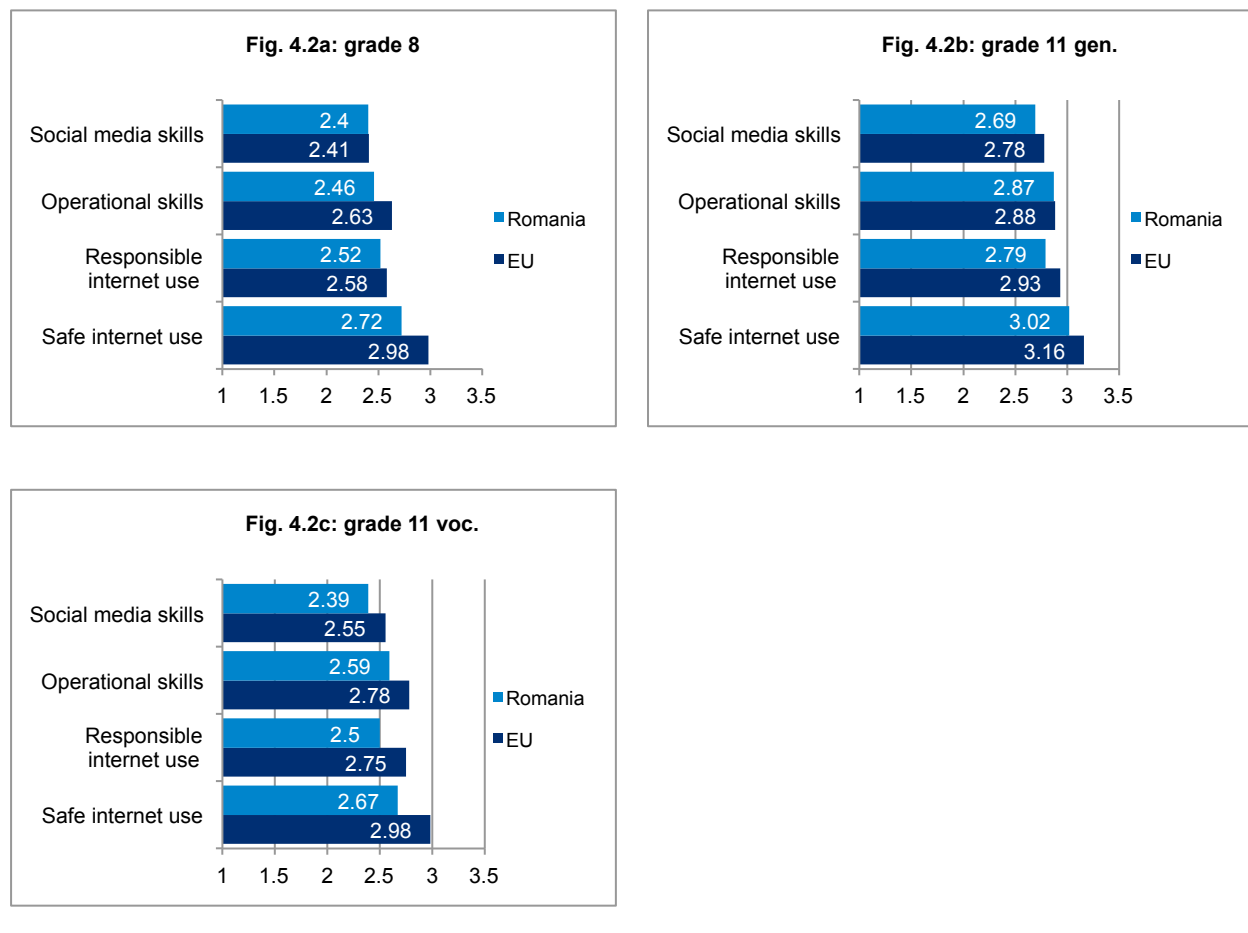 Fig. 4.2a: grade 8
Social media skills
2.4
2.41
Operational skills
2.46
2.63
Responsible
internet use
2.52
2.58
Safe internet use
2.72
2.98
1 1.5 2 2.5 3 3.5
Romania
EU
Fig. 4.2b: grade 11 gen.
Social media skills
2.69
2.78
Operational skills
2.87
2.88
Responsible
internet use
2.79
2.93
Safe internet use
3.02
3.16
1 1.5 2 2.5 3 3.5
Romania
EU
Fig. 4.2c: grade 11 voc.
Social media skills
2.39
2.55
Operational skills
2.59
2.78
Responsible
internet use
2.5
2.75
Safe internet use
2.67
2.98
1 1.5 2 2.5 3 3.5
Romania
EU